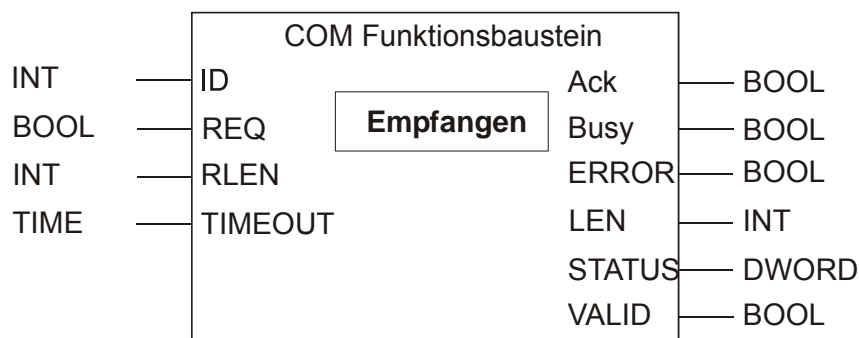 COM Funktionsbaustein
INT ID Ack BOOL
BOOL REQ Empfangen Busy BOOL
INT RLEN ERROR BOOL
TIME TIMEOUT LEN INT
STATUS DWORD
VALID BOOL